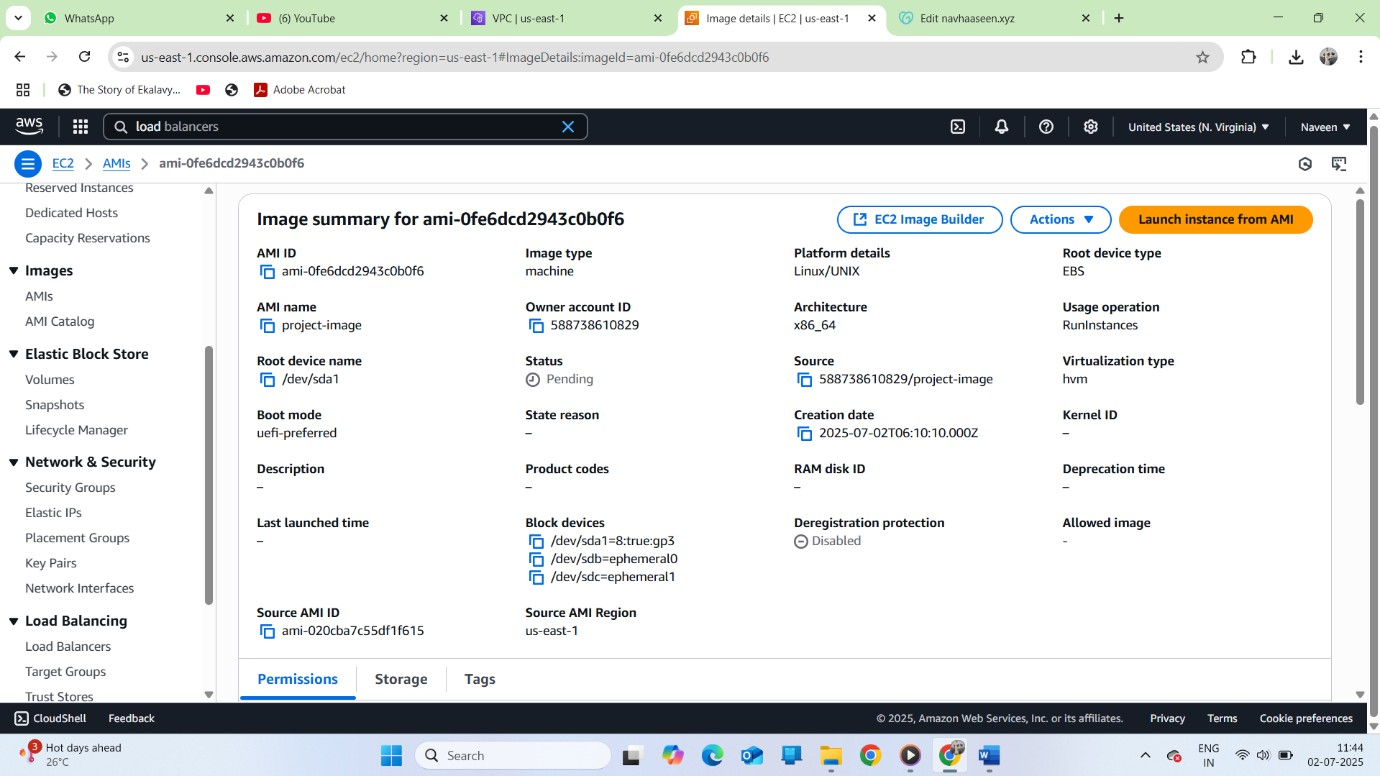 WhatsApp
(6) YouTube
VPC | us-east-1
Image details | EC2 | us-east-1
Edit navhaaseen.xyz
us-east-1.console.aws.amazon.com/ec2/home?region=us-east-1#ImageDetails:imageId=ami-0fe6dcd2943c0b0f6
The Story of Ekalavy...
Adobe Acrobat
aws
load balancers
United States (N. Virginia)
Naveen
EC2
AMIs
ami-0fe6dcd2943c0b0f6
Reserved Instances
Dedicated Hosts
Capacity Reservations
Images
AMIs
AMI Catalog
Elastic Block Store
Volumes
Snapshots
Lifecycle Manager
Network & Security
Security Groups
Elastic IPs
Placement Groups
Key Pairs
Network Interfaces
Load Balancing
Load Balancers
Target Groups
Trust Stores
Image summary for ami-0fe6dcd2943c0b0f6
EC2 Image Builder
Actions
Launch instance from AMI
AMI ID
ami-0fe6dcd2943c0b0f6
Image type
machine
Platform details
Linux/UNIX
Root device type
EBS
AMI name
project-image
Owner account ID
588738610829
Architecture
x86_64
Usage operation
RunInstances
Root device name
/dev/sda1
Status
Pending
Source
588738610829/project-image
Virtualization type
hvm
Boot mode
uefi-preferred
State reason
–
Creation date
2025-07-02T06:10:10.000Z
Kernel ID
–
Description
–
Product codes
–
RAM disk ID
–
Deprecation time
–
Last launched time
–
Block devices
/dev/sda1=8:true:gp3
/dev/sdb=ephemeral0
/dev/sdc=ephemeral1
Deregistration protection
Disabled
Allowed image
-
Source AMI ID
ami-020cba7c55df1f615
Source AMI Region
us-east-1
Permissions
Storage
Tags
CloudShell
Feedback
© 2025, Amazon Web Services, Inc. or its affiliates.
Privacy
Terms
Cookie preferences
3
Hot days ahead
26°C
Search
ENG
IN
11:44
02-07-2025